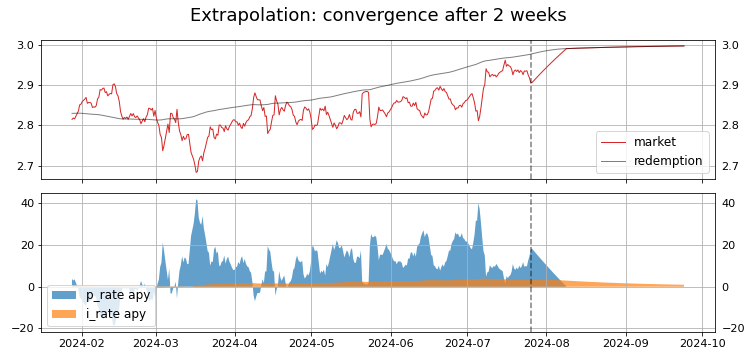 Extrapolation: convergence after 2 weeks
3.0
3.0
2.9
2.9
2.8
2.8
2.7
2.7
market
redemption
40
40
20
20
0
0
−20
−20
p_rate apy
i_rate apy
2024-02 2024-03 2024-04 2024-05 2024-06 2024-07 2024-08 2024-09 2024-10